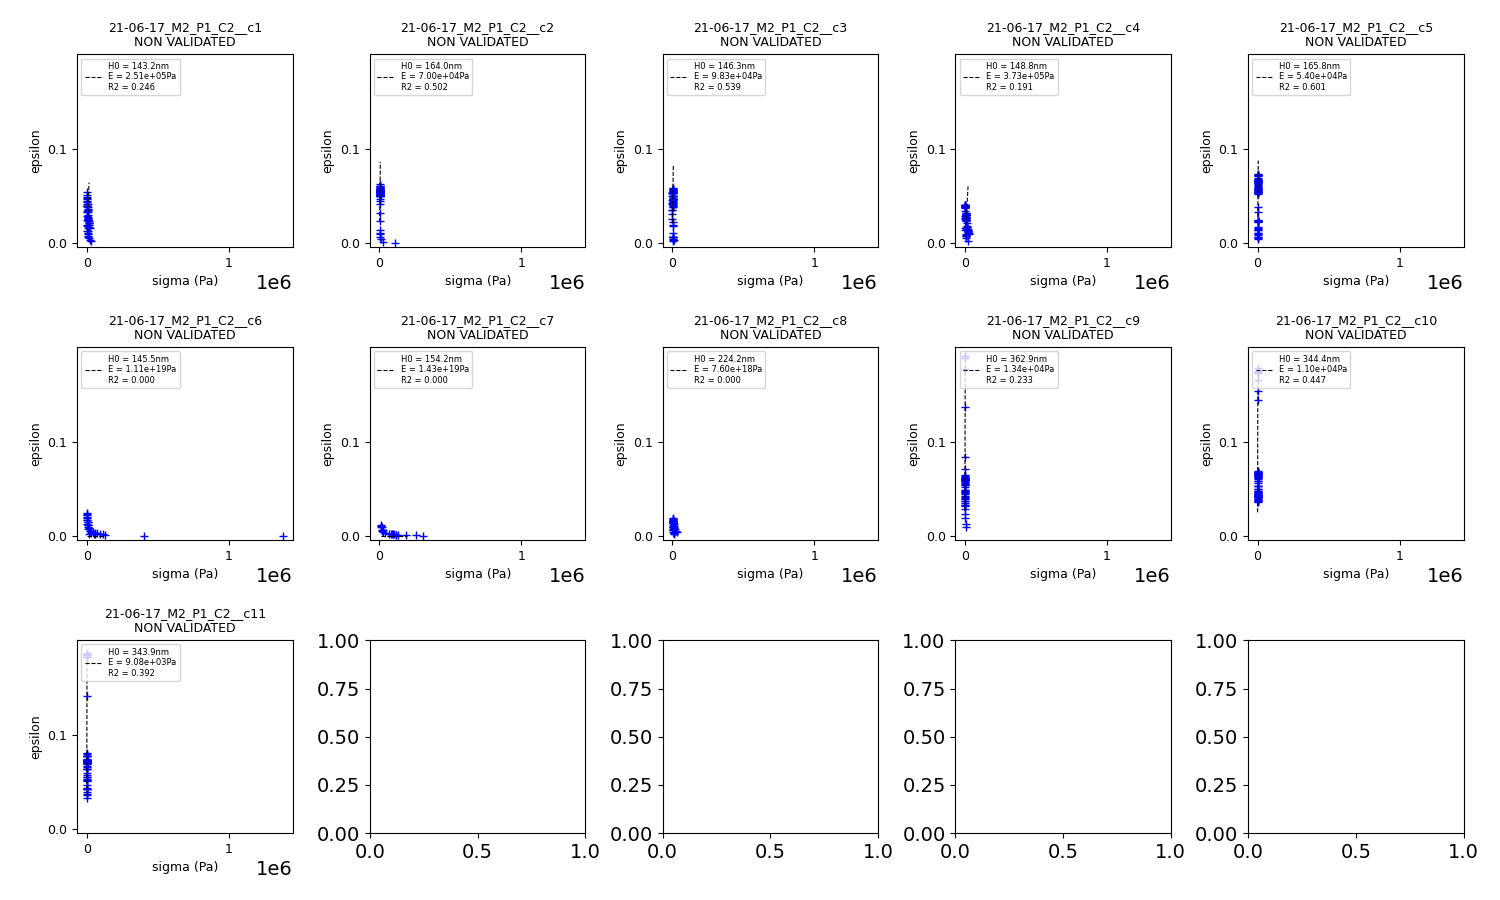 21-06-17_M2_P1_C2__c1
NON VALIDATED
H0 = 143.2nm
E = 2.51e+05Pa
R2 = 0.246
epsilon
0.1
0.0
0
1
sigma (Pa)
1e6
21-06-17_M2_P1_C2__c2
NON VALIDATED
H0 = 164.0nm
E = 7.00e+04Pa
R2 = 0.502
epsilon
0.1
0.0
0
1
sigma (Pa)
1e6
21-06-17_M2_P1_C2__c3
NON VALIDATED
H0 = 146.3nm
E = 9.83e+04Pa
R2 = 0.539
epsilon
0.1
0.0
0
1
sigma (Pa)
1e6
21-06-17_M2_P1_C2__c4
NON VALIDATED
H0 = 148.8nm
E = 3.73e+05Pa
R2 = 0.191
epsilon
0.1
0.0
0
1
sigma (Pa)
1e6
21-06-17_M2_P1_C2__c5
NON VALIDATED
H0 = 165.8nm
E = 5.40e+04Pa
R2 = 0.601
epsilon
0.1
0.0
0
1
sigma (Pa)
1e6
21-06-17_M2_P1_C2__c6
NON VALIDATED
H0 = 145.5nm
E = 1.11e+19Pa
R2 = 0.000
epsilon
0.1
0.0
0
1
sigma (Pa)
1e6
21-06-17_M2_P1_C2__c7
NON VALIDATED
H0 = 154.2nm
E = 1.43e+19Pa
R2 = 0.000
epsilon
0.1
0.0
0
1
sigma (Pa)
1e6
21-06-17_M2_P1_C2__c8
NON VALIDATED
H0 = 224.2nm
E = 7.60e+18Pa
R2 = 0.000
epsilon
0.1
0.0
0
1
sigma (Pa)
1e6
21-06-17_M2_P1_C2__c9
NON VALIDATED
H0 = 362.9nm
E = 1.34e+04Pa
R2 = 0.233
epsilon
0.1
0.0
0
1
sigma (Pa)
1e6
21-06-17_M2_P1_C2__c10
NON VALIDATED
H0 = 344.4nm
E = 1.10e+04Pa
R2 = 0.447
epsilon
0.1
0.0
0
1
sigma (Pa)
1e6
21-06-17_M2_P1_C2__c11
NON VALIDATED
H0 = 343.9nm
E = 9.08e+03Pa
R2 = 0.392
epsilon
0.1
0.0
0
1
sigma (Pa)
1e6
1.00
0.75
0.50
0.25
0.00
0.0
0.5
1.0
1.00
0.75
0.50
0.25
0.00
0.0
0.5
1.0
1.00
0.75
0.50
0.25
0.00
0.0
0.5
1.0
1.00
0.75
0.50
0.25
0.00
0.0
0.5
1.0